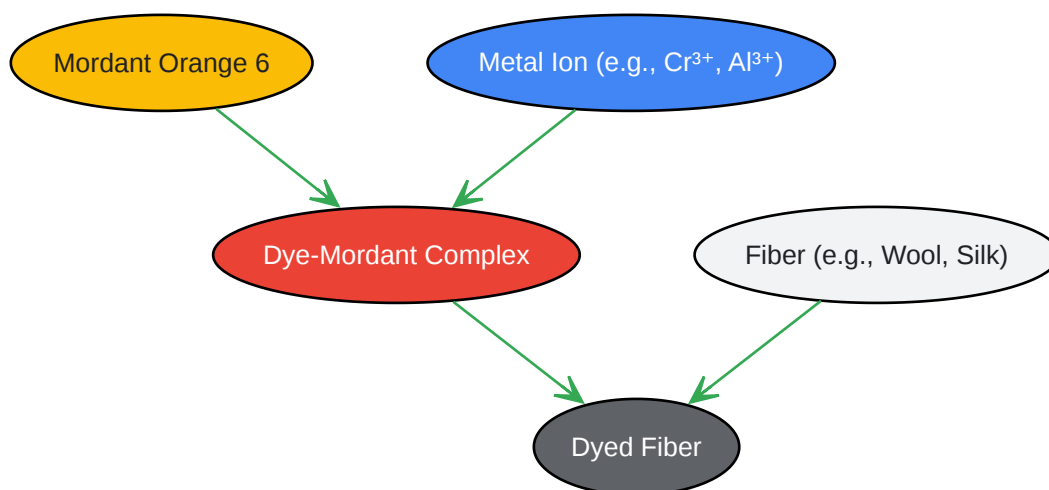 Mordant Orange 6
Metal Ion (e.g., Cr³⁺, Al³⁺)
Dye-Mordant Complex
Fiber (e.g., Wool, Silk)
Dyed Fiber